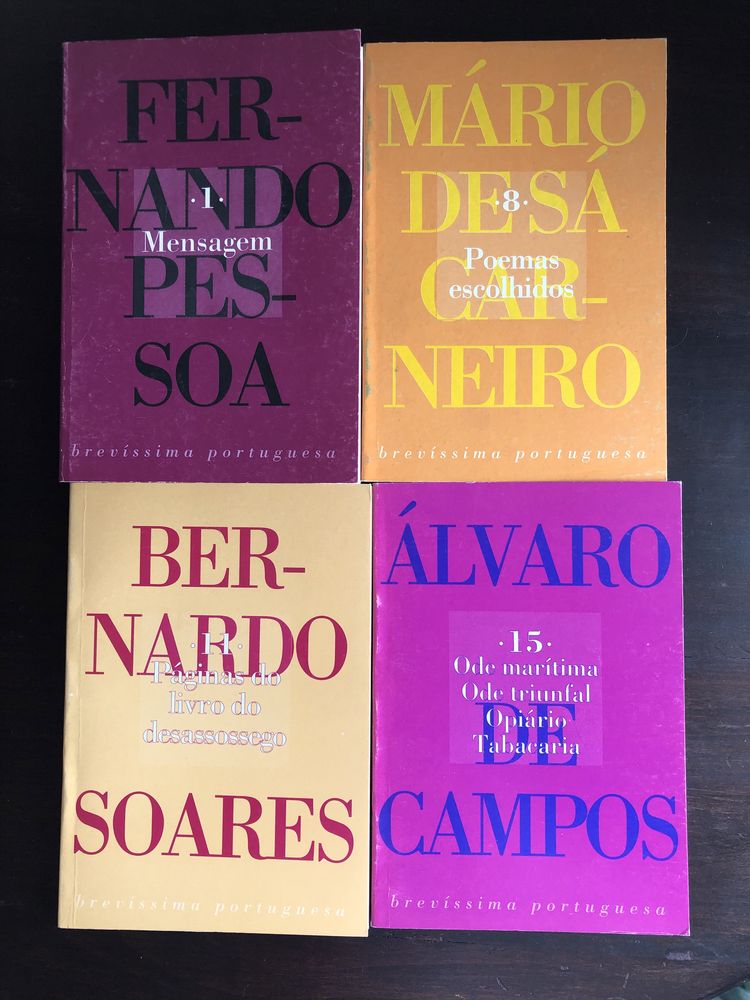 FER-
NANDO
PES-
SOA
·1·
Mensagem
brevíssima portuguesa
MÁRIO
DE SÁ
CAR-
NEIRO
·8·
Poemas
escolhidos
brevíssima portuguesa
BER-
NARDO
SOARES
·11·
Páginas do
livro do
desassossego
brevíssima portuguesa
ÁLVARO
DE
CAMPOS
·15·
Ode marítima
Ode triunfal
Opiário
Tabacaria
brevíssima portuguesa